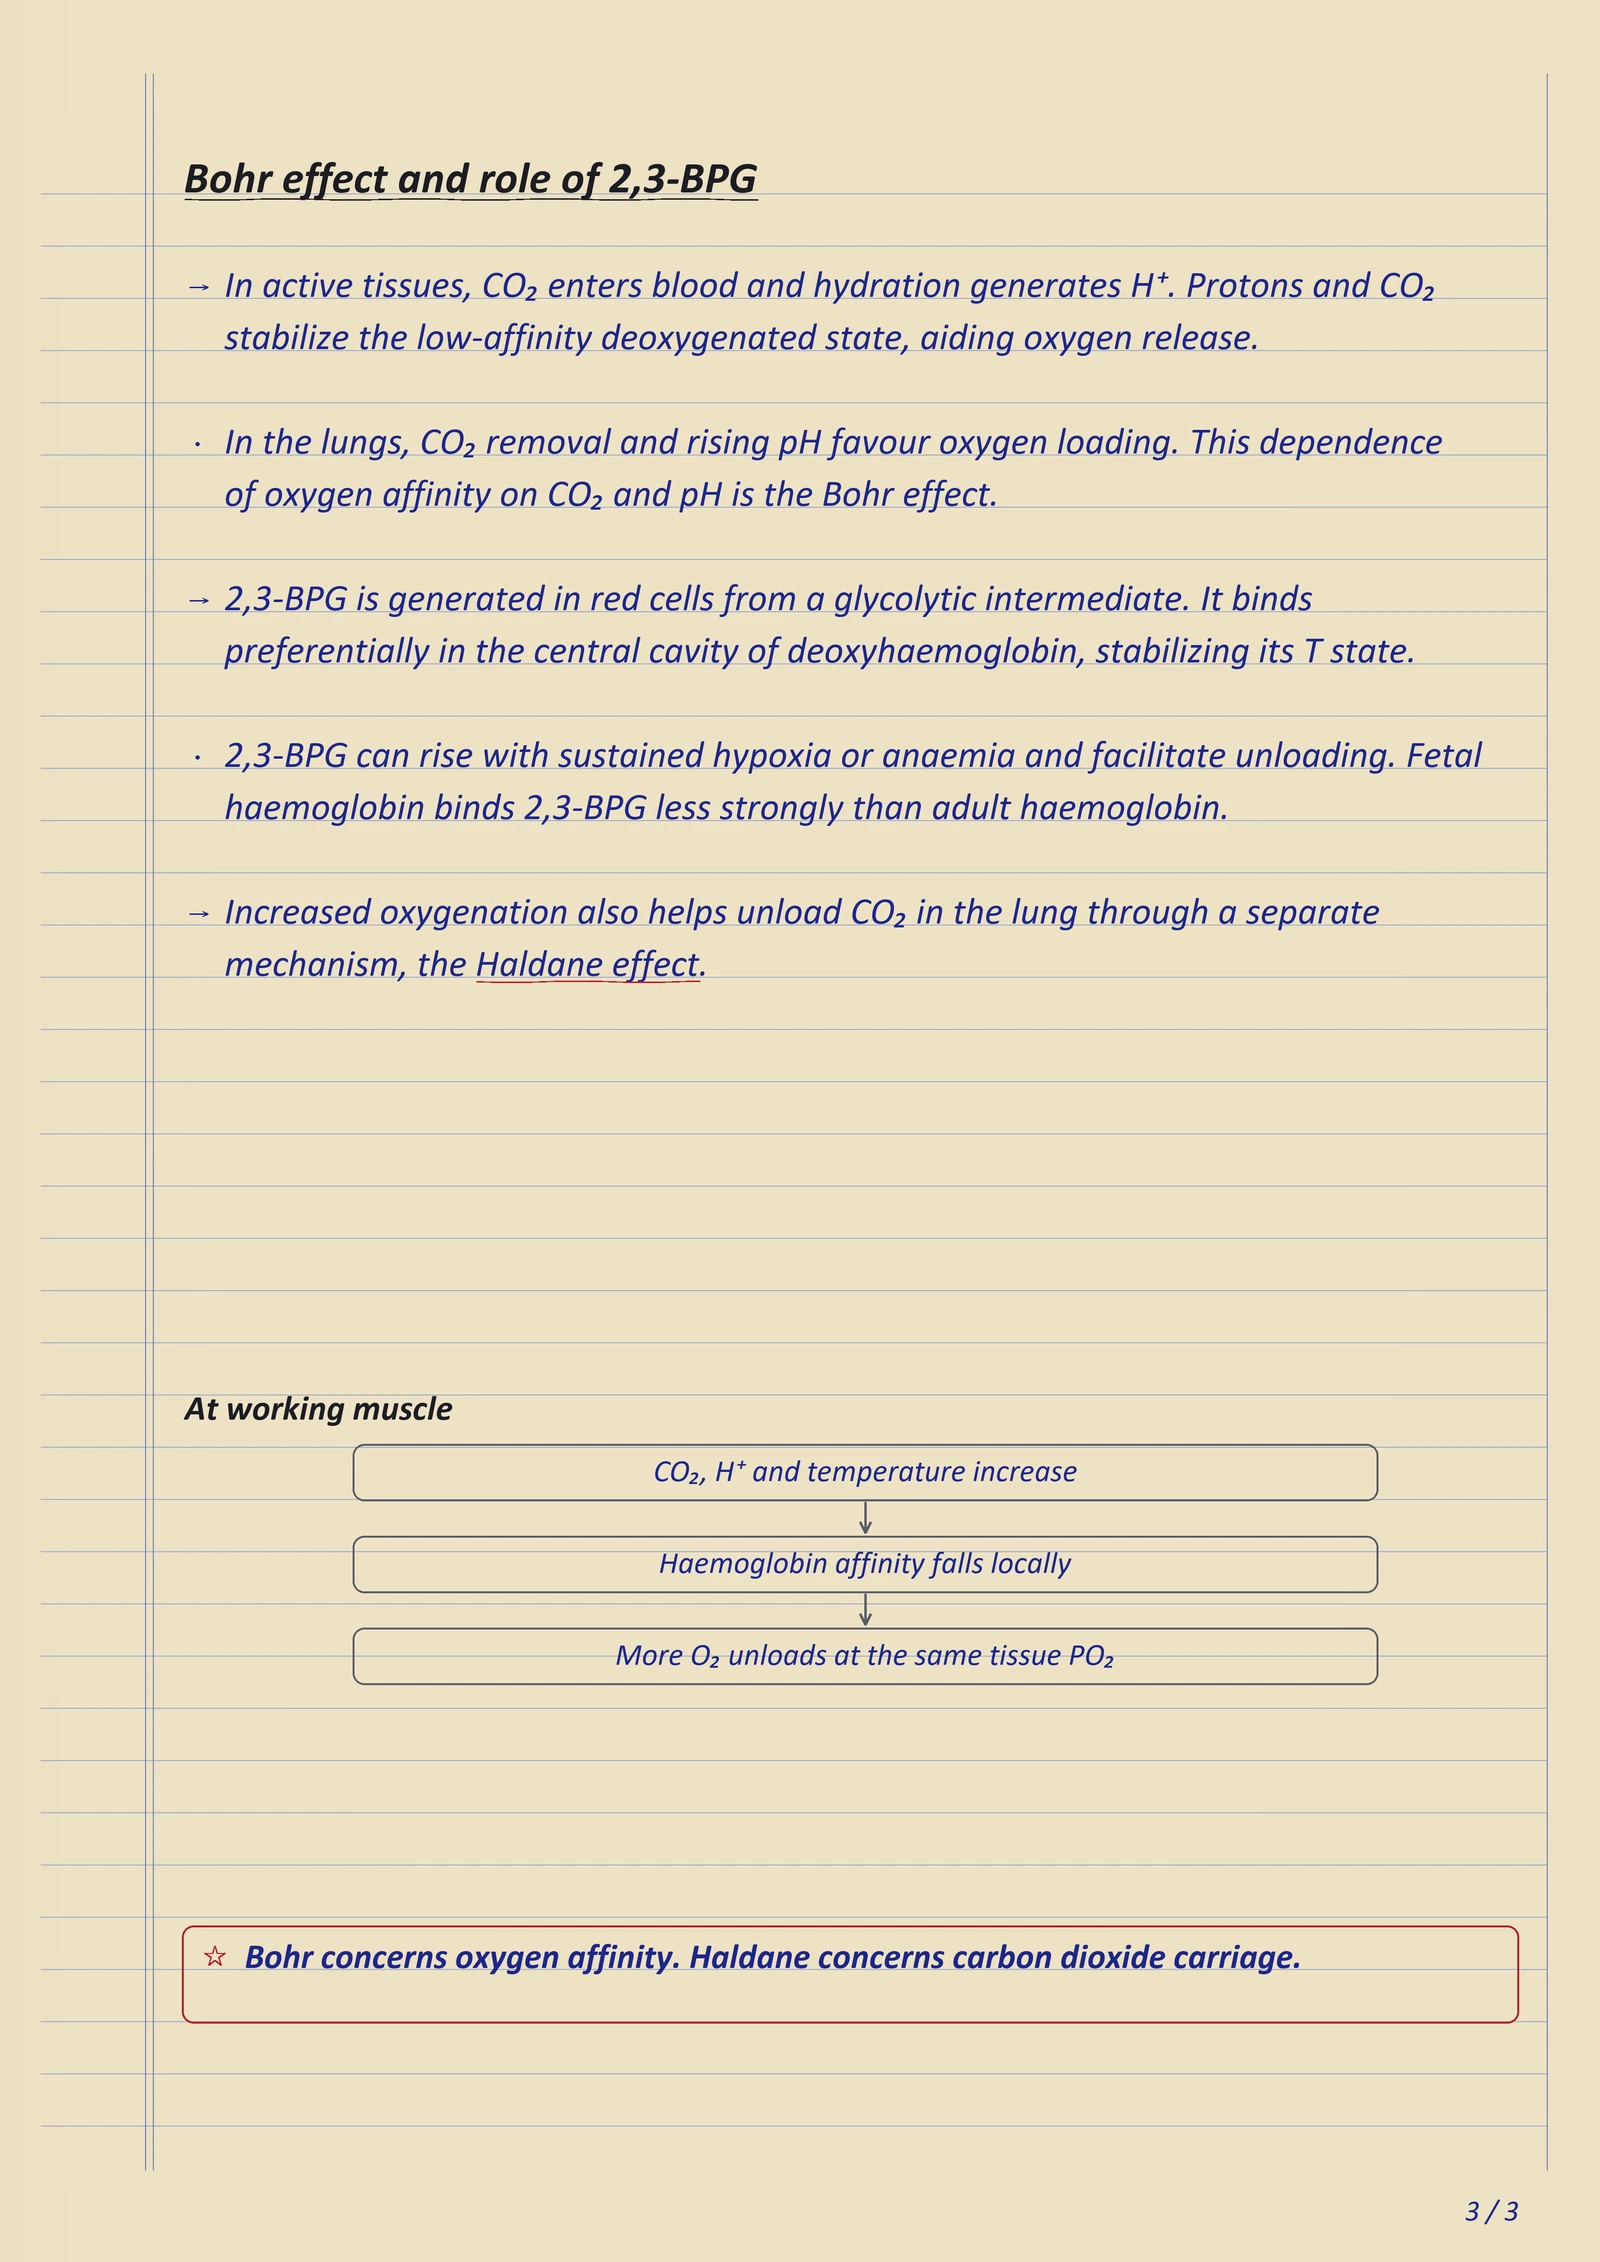 Bohr effect and role of 2,3-BPG
→ In active tissues, CO₂ enters blood and hydration generates H⁺. Protons and CO₂
stabilize the low-affinity deoxygenated state, aiding oxygen release.
· In the lungs, CO₂ removal and rising pH favour oxygen loading. This dependence
of oxygen affinity on CO₂ and pH is the Bohr effect.
→ 2,3-BPG is generated in red cells from a glycolytic intermediate. It binds
preferentially in the central cavity of deoxyhaemoglobin, stabilizing its T state.
· 2,3-BPG can rise with sustained hypoxia or anaemia and facilitate unloading. Fetal
haemoglobin binds 2,3-BPG less strongly than adult haemoglobin.
→ Increased oxygenation also helps unload CO₂ in the lung through a separate
mechanism, the Haldane effect.
At working muscle
CO₂, H⁺ and temperature increase
Haemoglobin affinity falls locally
More O₂ unloads at the same tissue PO₂
☆ Bohr concerns oxygen affinity. Haldane concerns carbon dioxide carriage.
3 / 3